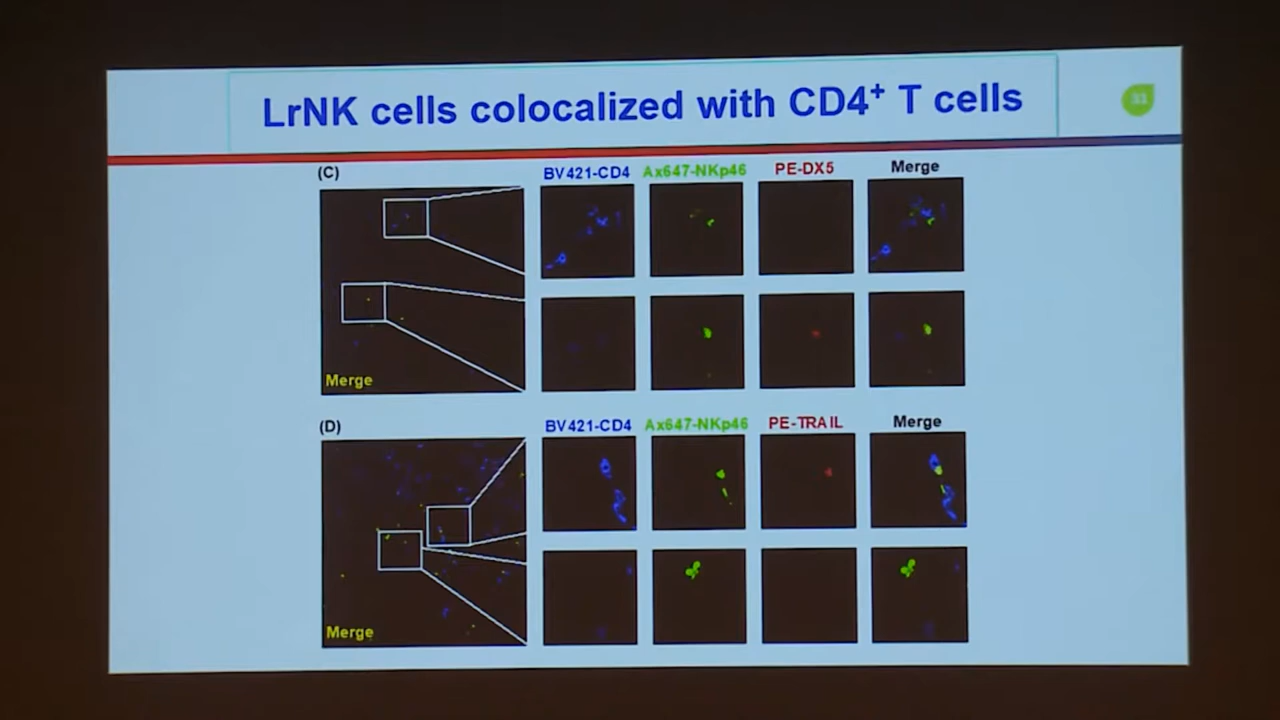 LrNK cells colocalized with CD4⁺ T cells
31
(C)
BV421-CD4 Ax647-NKp46 PE-DX5 Merge
Merge
(D)
BV421-CD4 Ax647-NKp46 PE-TRAIL Merge
Merge